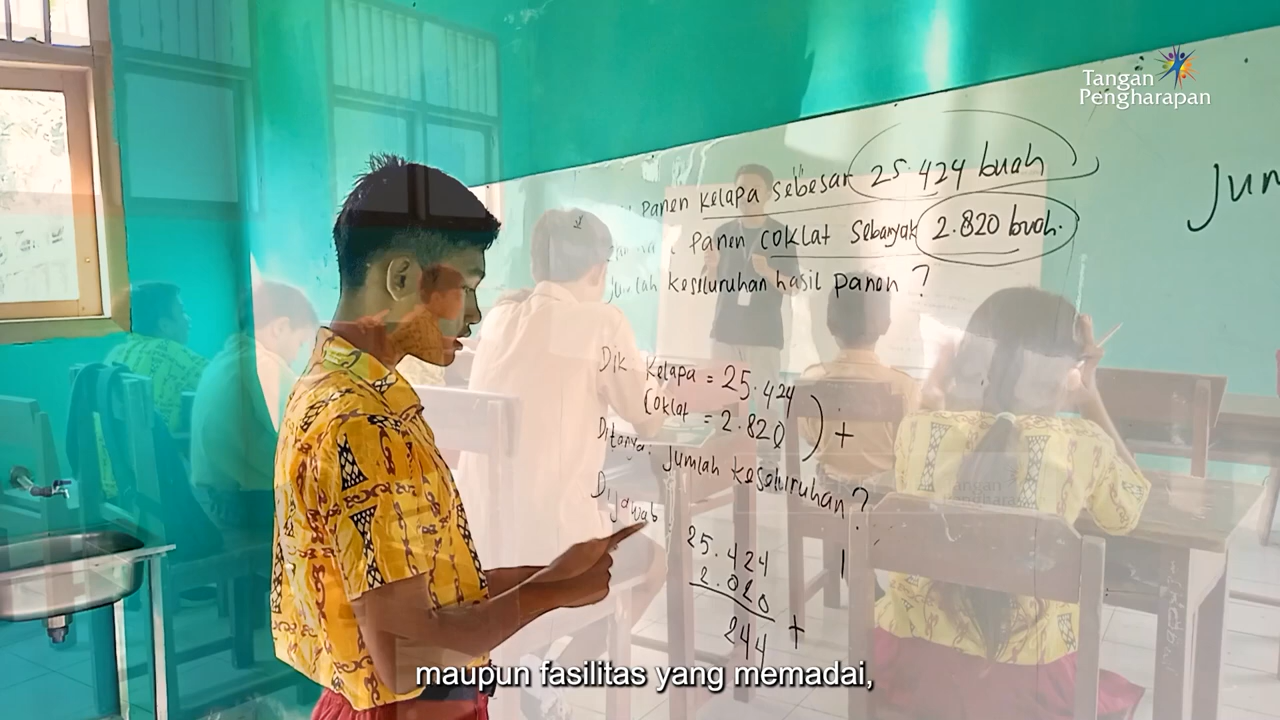 Tangan
Pengharapan
panen kelapa sebesar 25.424 buah
panen coklat sebanyak 2.820 buah.
jumlah keseluruhan hasil panen ?
Jun
Dik Kelapa = 25.424
Coklat = 2.820 ) +
Ditanya: jumlah keseluruhan ?
Dijawab
25.424
2.820
244 +
maupun fasilitas yang memadai,